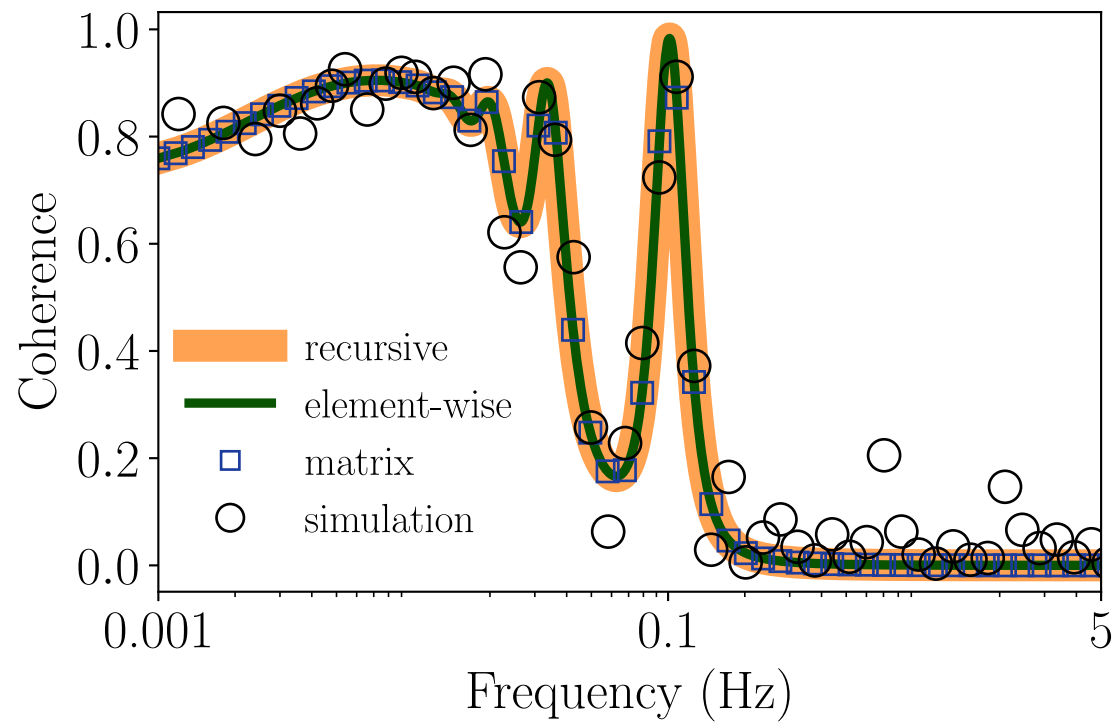 1.0
0.8
0.6
0.4
0.2
0.0
Coherence
recursive
element-wise
matrix
simulation
0.001
0.1
5
Frequency (Hz)